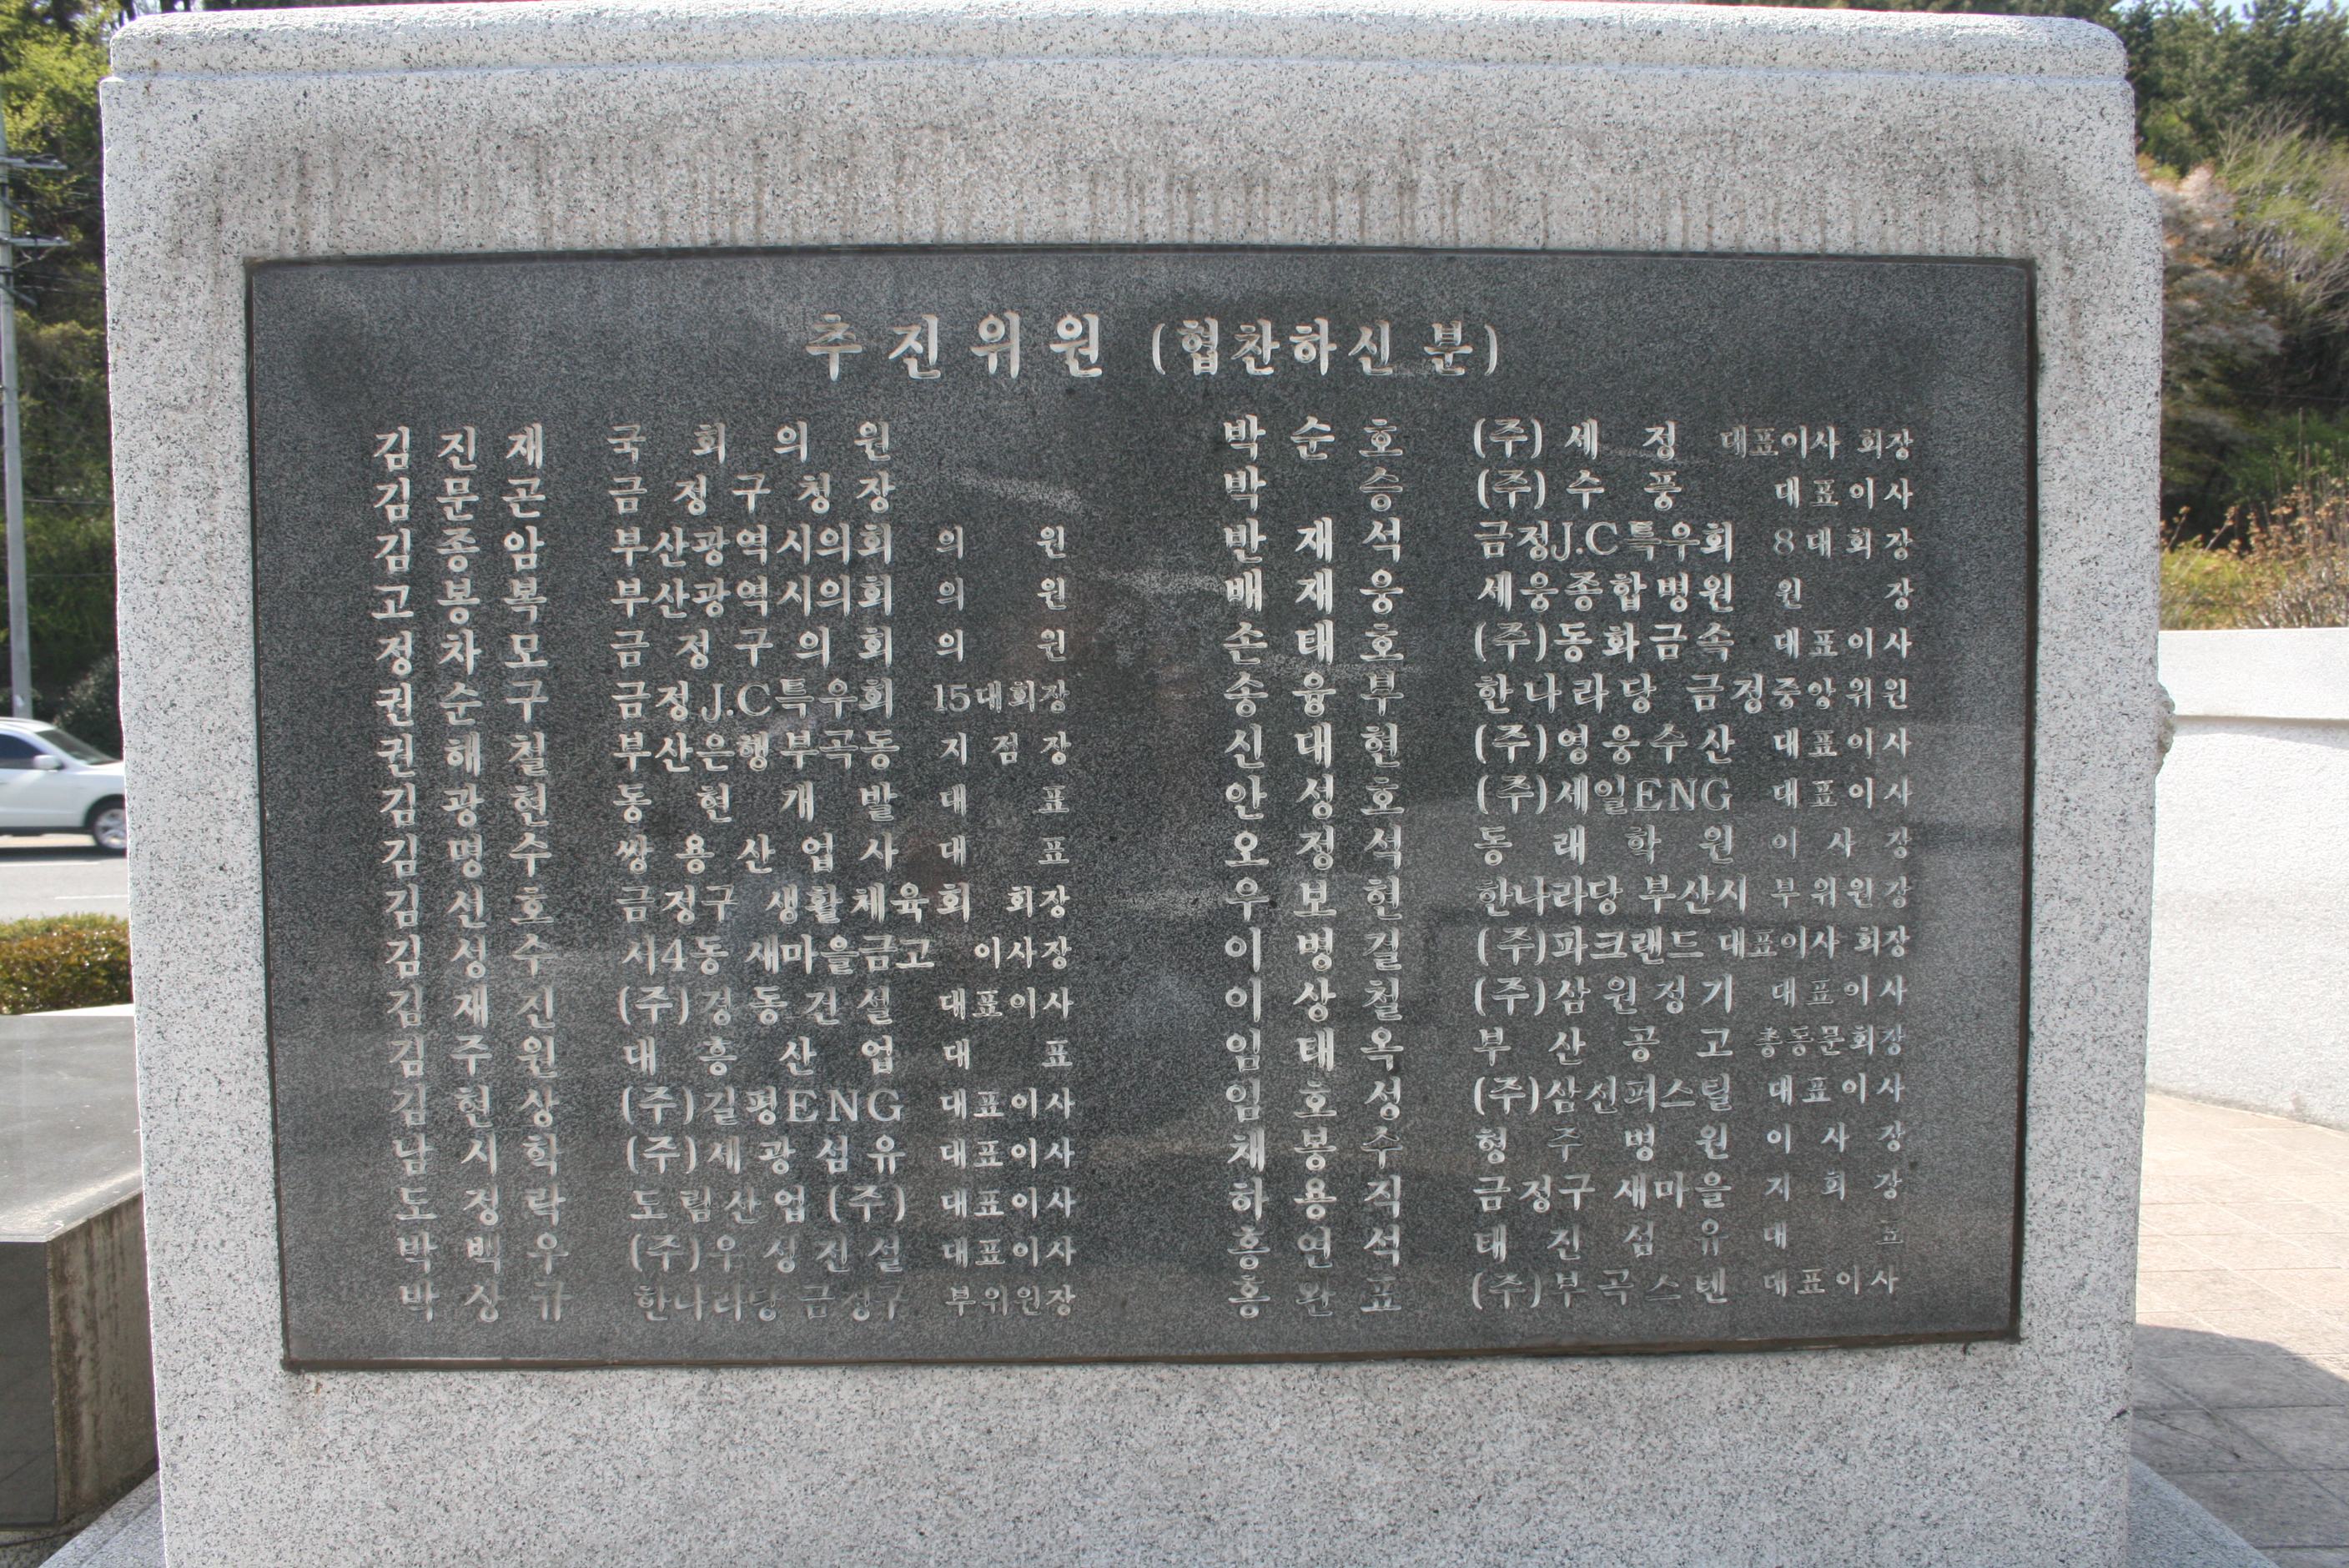 추진위원 (협찬하신 분)
김진재 국회의원
김문곤 금정구청장
김종암 부산광역시의회 의원
고봉복 부산광역시의회 의원
정차모 금정구의회 의원
권순구 금정J.C특우회 15대회장
권해칠 부산은행부곡동 지점장
김광현 동현개발 대표
김명수 쌍용산업사 대표
김선호 금정구 생활체육회 회장
김성수 서4동 새마을금고 이사장
김재진 (주)경동건설 대표이사
김주원 대흥산업 대표
김헌상 (주)길평ENG 대표이사
남시학 (주)세광섬유 대표이사
도정락 도림산업(주) 대표이사
박백우 (주)우성진설 대표이사
박상규 한나라당 금정구 부위원장
박순호 (주)세정 대표이사 회장
박승 (주)수풍 대표이사
반재석 금정J.C특우회 8대회장
배재웅 세웅종합병원 원장
손태호 (주)동화금속 대표이사
송융부 한나라당 금정중앙위원
신대현 (주)영웅수산 대표이사
안성호 (주)세일ENG 대표이사
오정석 동래학원 이사장
우보헌 한나라당 부산시 부위원장
이병길 (주)파크랜드 대표이사 회장
이상철 (주)삼원정기 대표이사
임태옥 부산공고 총동문회장
임호성 (주)삼선퍼스틸 대표이사
채봉수 형주병원 이사장
하용직 금정구 새마을 지회장
홍연석 태진섬유 대표
홍완표 (주)부곡스텐 대표이사